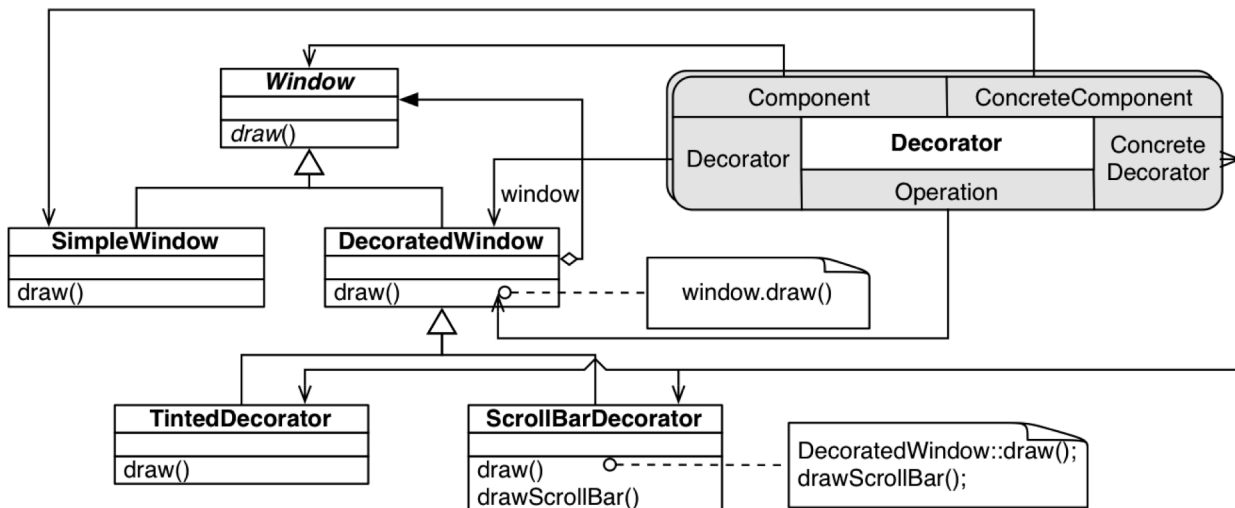 Window
draw()
Component
ConcreteComponent
Decorator
Decorator
Concrete
Decorator
Operation
window
SimpleWindow
draw()
DecoratedWindow
draw()
window.draw()
TintedDecorator
draw()
ScrollBarDecorator
draw()
drawScrollBar()
DecoratedWindow::draw();
drawScrollBar();